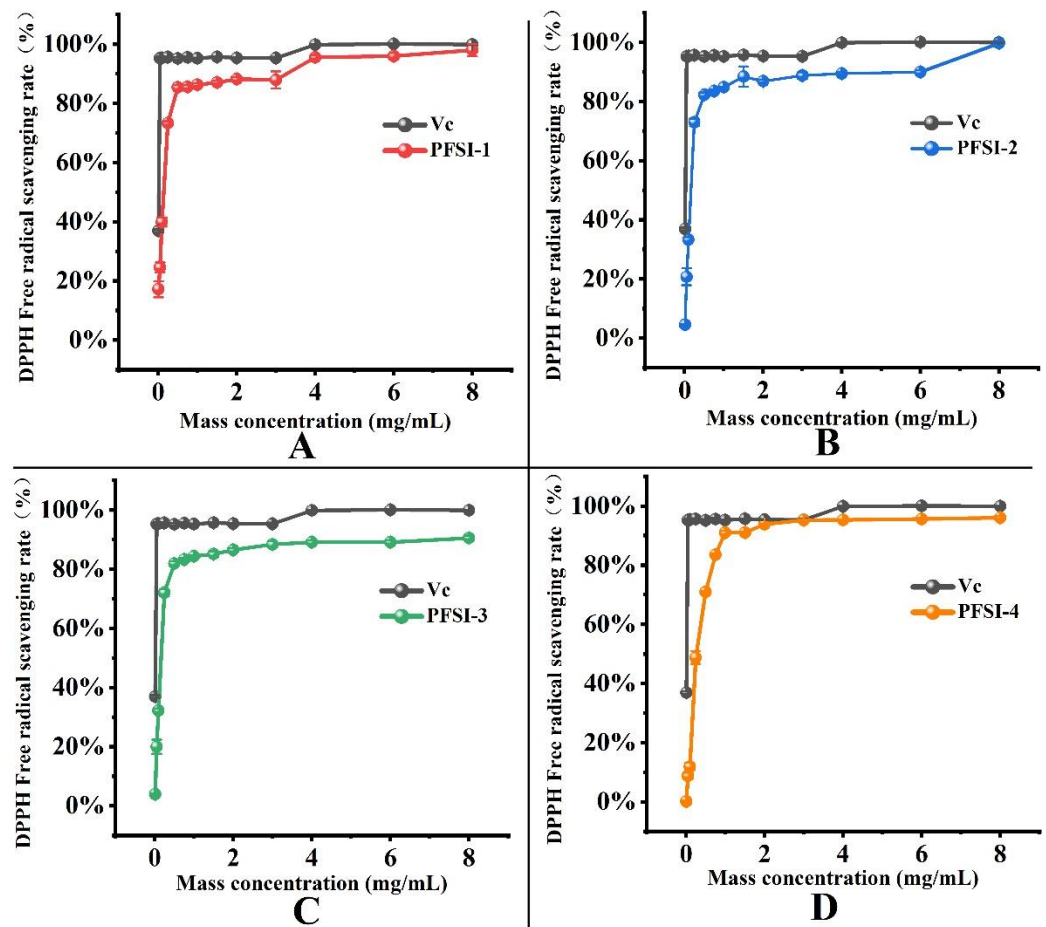 DPPH Free radical scavenging rate (%)
100%
80%
60%
40%
20%
0%
Vc
PFSI-1
0 2 4 6 8
Mass concentration (mg/mL)
A
DPPH Free radical scavenging rate (%)
100%
80%
60%
40%
20%
0%
Vc
PFSI-2
0 2 4 6 8
Mass concentration (mg/mL)
B
DPPH Free radical scavenging rate (%)
100%
80%
60%
40%
20%
0%
Vc
PFSI-3
0 2 4 6 8
Mass concentration (mg/mL)
C
DPPH Free radical scavenging rate (%)
100%
80%
60%
40%
20%
0%
Vc
PFSI-4
0 2 4 6 8
Mass concentration (mg/mL)
D